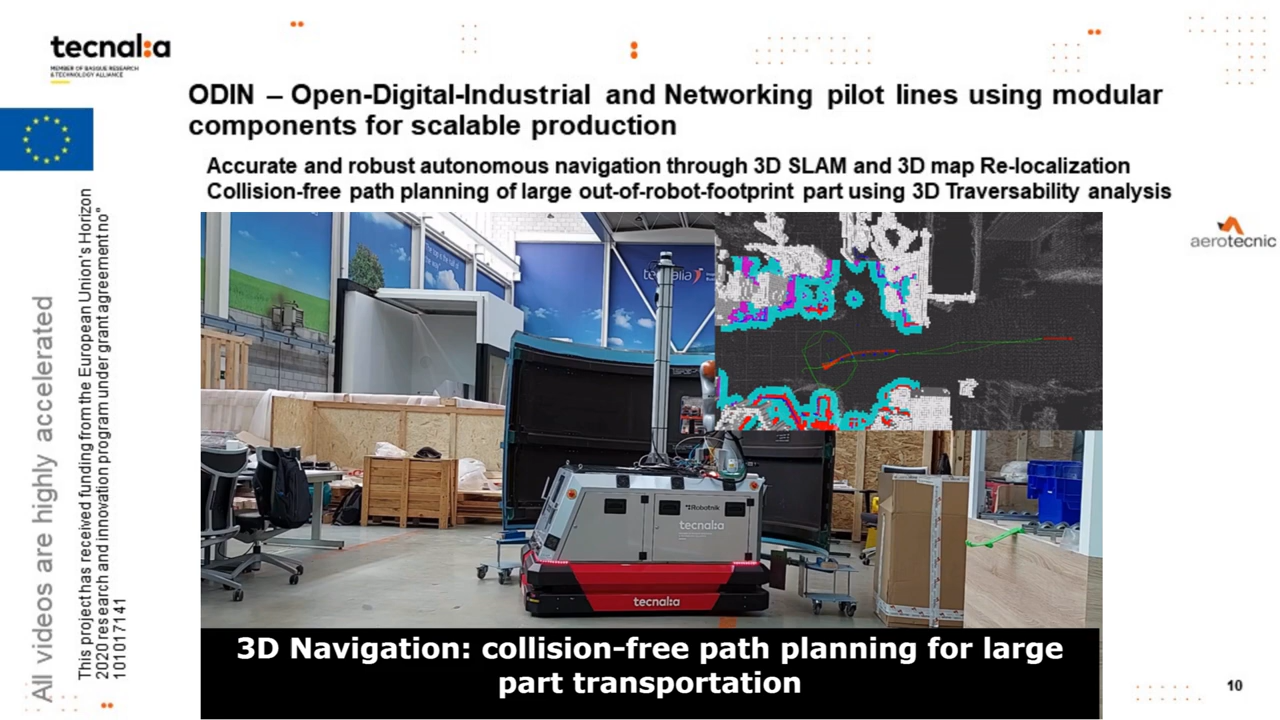 tecnalia
MEMBER OF BASQUE RESEARCH
& TECHNOLOGY ALLIANCE
ODIN – Open-Digital-Industrial and Networking pilot lines using modular
components for scalable production
Accurate and robust autonomous navigation through 3D SLAM and 3D map Re-localization
Collision-free path planning of large out-of-robot-footprint part using 3D Traversability analysis
All videos are highly accelerated
This project has received funding from the European Union's Horizon
2020 research and innovation program under grant agreement no"
101017141
aerotecnic
tecnalia
Robotnik
tecnalia
tecnalia
3D Navigation: collision-free path planning for large
part transportation
10